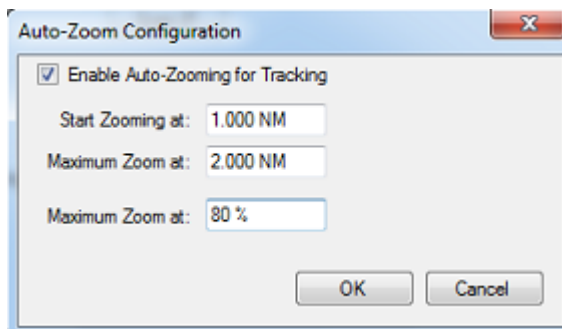 Auto-Zoom Configuration
Enable Auto-Zooming for Tracking
Start Zooming at: 1.000 NM
Maximum Zoom at: 2.000 NM
Maximum Zoom at: 80 %
OK Cancel